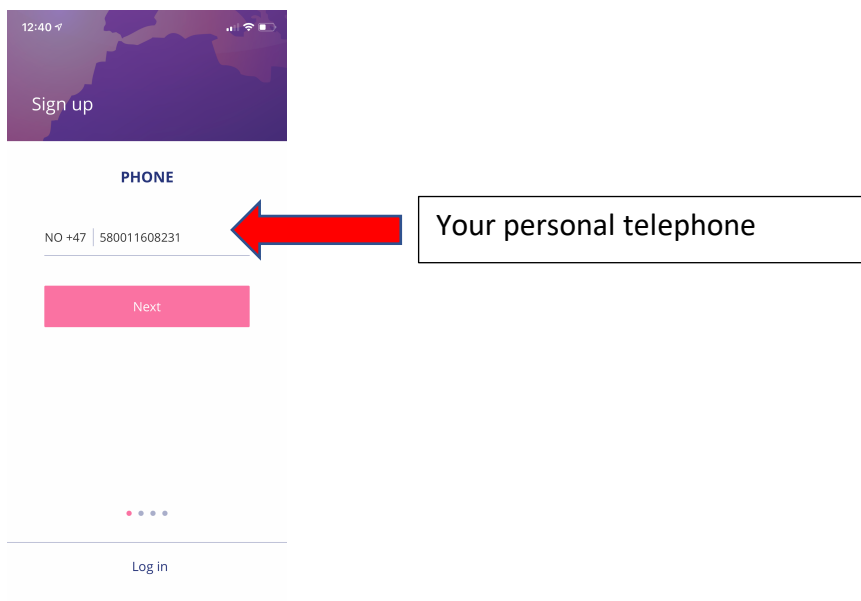 12:40
Sign up
PHONE
NO +47 580011608231
Your personal telephone
Next
Log in